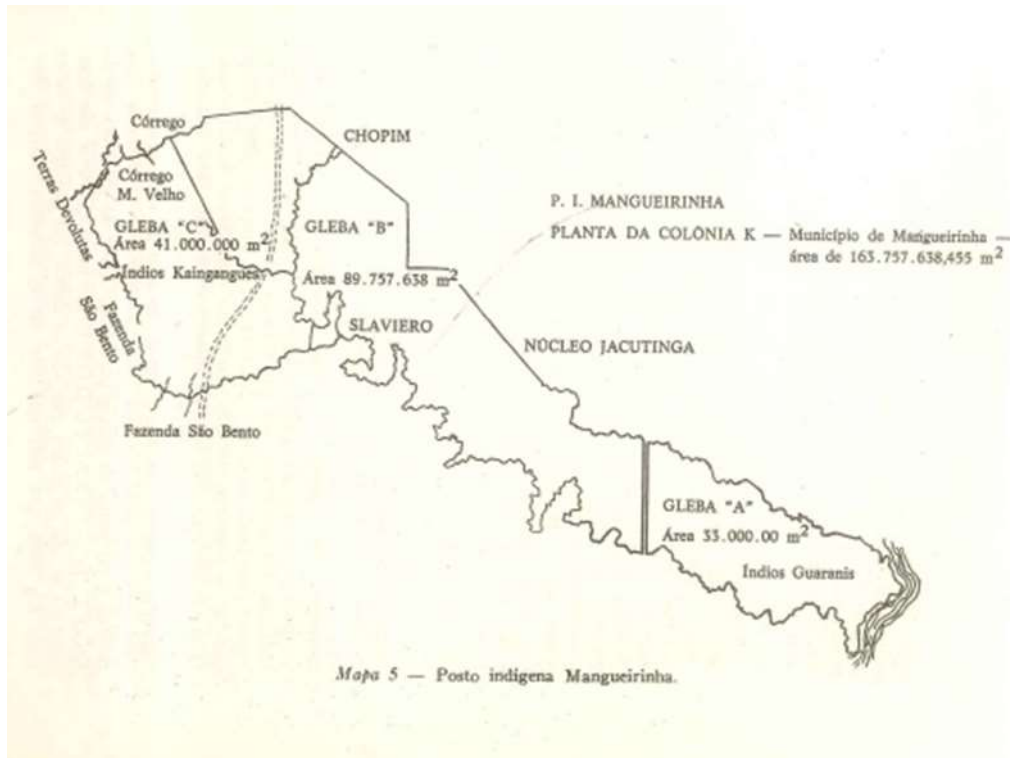 Córrego
CHOPIM
Terras Devolutas
Córrego
M. Velho
P. I. MANGUEIRINHA
GLEBA "C"
Área 41.000.000 m²
GLEBA "B"
PLANTA DA COLÔNIA K — Município de Mangueirinha —
área de 163.757.638,455 m²
Índios Kaingangues
Área 89.757.638 m²
Fazenda
São Bento
SLAVIERO
NÚCLEO JACUTINGA
Fazenda São Bento
GLEBA "A"
Área 33.000.00 m²
Índios Guaranis
Mapa 5 — Posto indígena Mangueirinha.